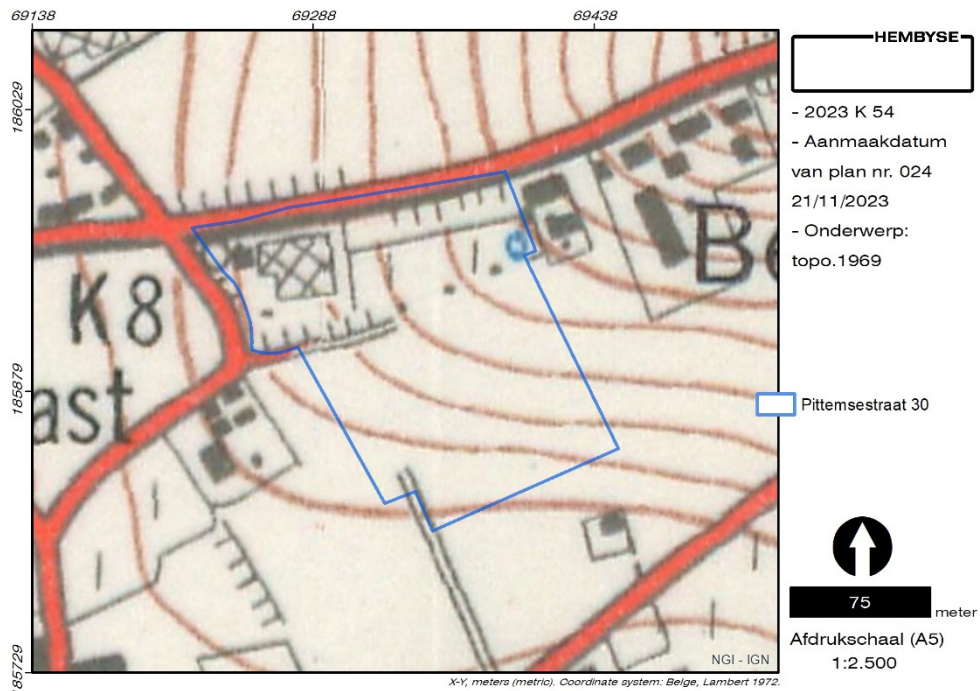 69138
69288
69438
186029
185879
185729
K8
ast
Be
NGI - IGN
X-Y, meters (metric). Coordinate system: Belge, Lambert 1972.
HEMBYSE
- 2023 K 54
- Aanmaakdatum
van plan nr. 024
21/11/2023
- Onderwerp:
topo.1969
Pittemsestraat 30
75
meter
Afdrukschaal (A5)
1:2.500